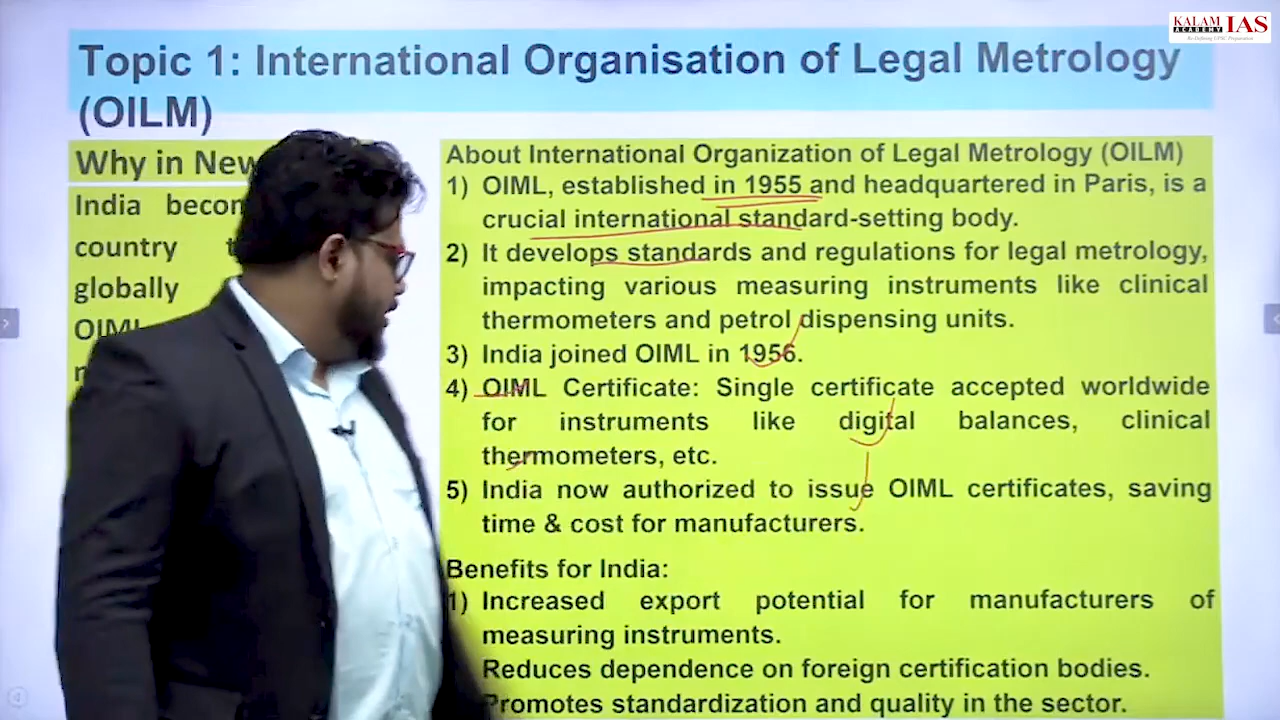 KALAM IAS
ACADEMY
Re-Defining UPSC Preparation
Topic 1: International Organisation of Legal Metrology
(OILM)
Why in New
India becom
country
globally
OIML
About International Organization of Legal Metrology (OILM)
1) OIML, established in 1955 and headquartered in Paris, is a
crucial international standard-setting body.
2) It develops standards and regulations for legal metrology,
impacting various measuring instruments like clinical
thermometers and petrol dispensing units.
3) India joined OIML in 1956.
4) OIML Certificate: Single certificate accepted worldwide
for instruments like digital balances, clinical
thermometers, etc.
5) India now authorized to issue OIML certificates, saving
time & cost for manufacturers.
Benefits for India:
1) Increased export potential for manufacturers of
measuring instruments.
Reduces dependence on foreign certification bodies.
Promotes standardization and quality in the sector.